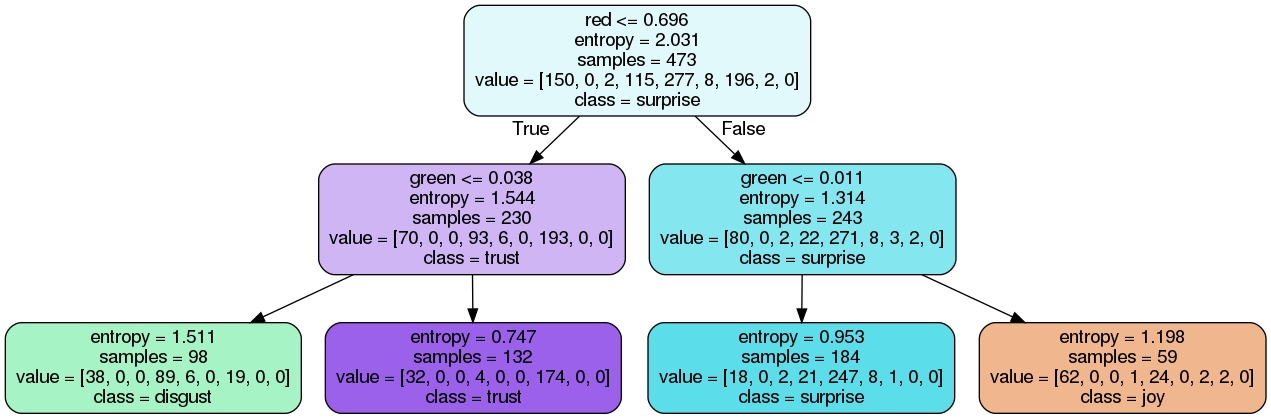 red <= 0.696
entropy = 2.031
samples = 473
value = [150, 0, 2, 115, 277, 8, 196, 2, 0]
class = surprise
True
False
green <= 0.038
entropy = 1.544
samples = 230
value = [70, 0, 0, 93, 6, 0, 193, 0, 0]
class = trust
green <= 0.011
entropy = 1.314
samples = 243
value = [80, 0, 2, 22, 271, 8, 3, 2, 0]
class = surprise
entropy = 1.511
samples = 98
value = [38, 0, 0, 89, 6, 0, 19, 0, 0]
class = disgust
entropy = 0.747
samples = 132
value = [32, 0, 0, 4, 0, 0, 174, 0, 0]
class = trust
entropy = 0.953
samples = 184
value = [18, 0, 2, 21, 247, 8, 1, 0, 0]
class = surprise
entropy = 1.198
samples = 59
value = [62, 0, 0, 1, 24, 0, 2, 2, 0]
class = joy